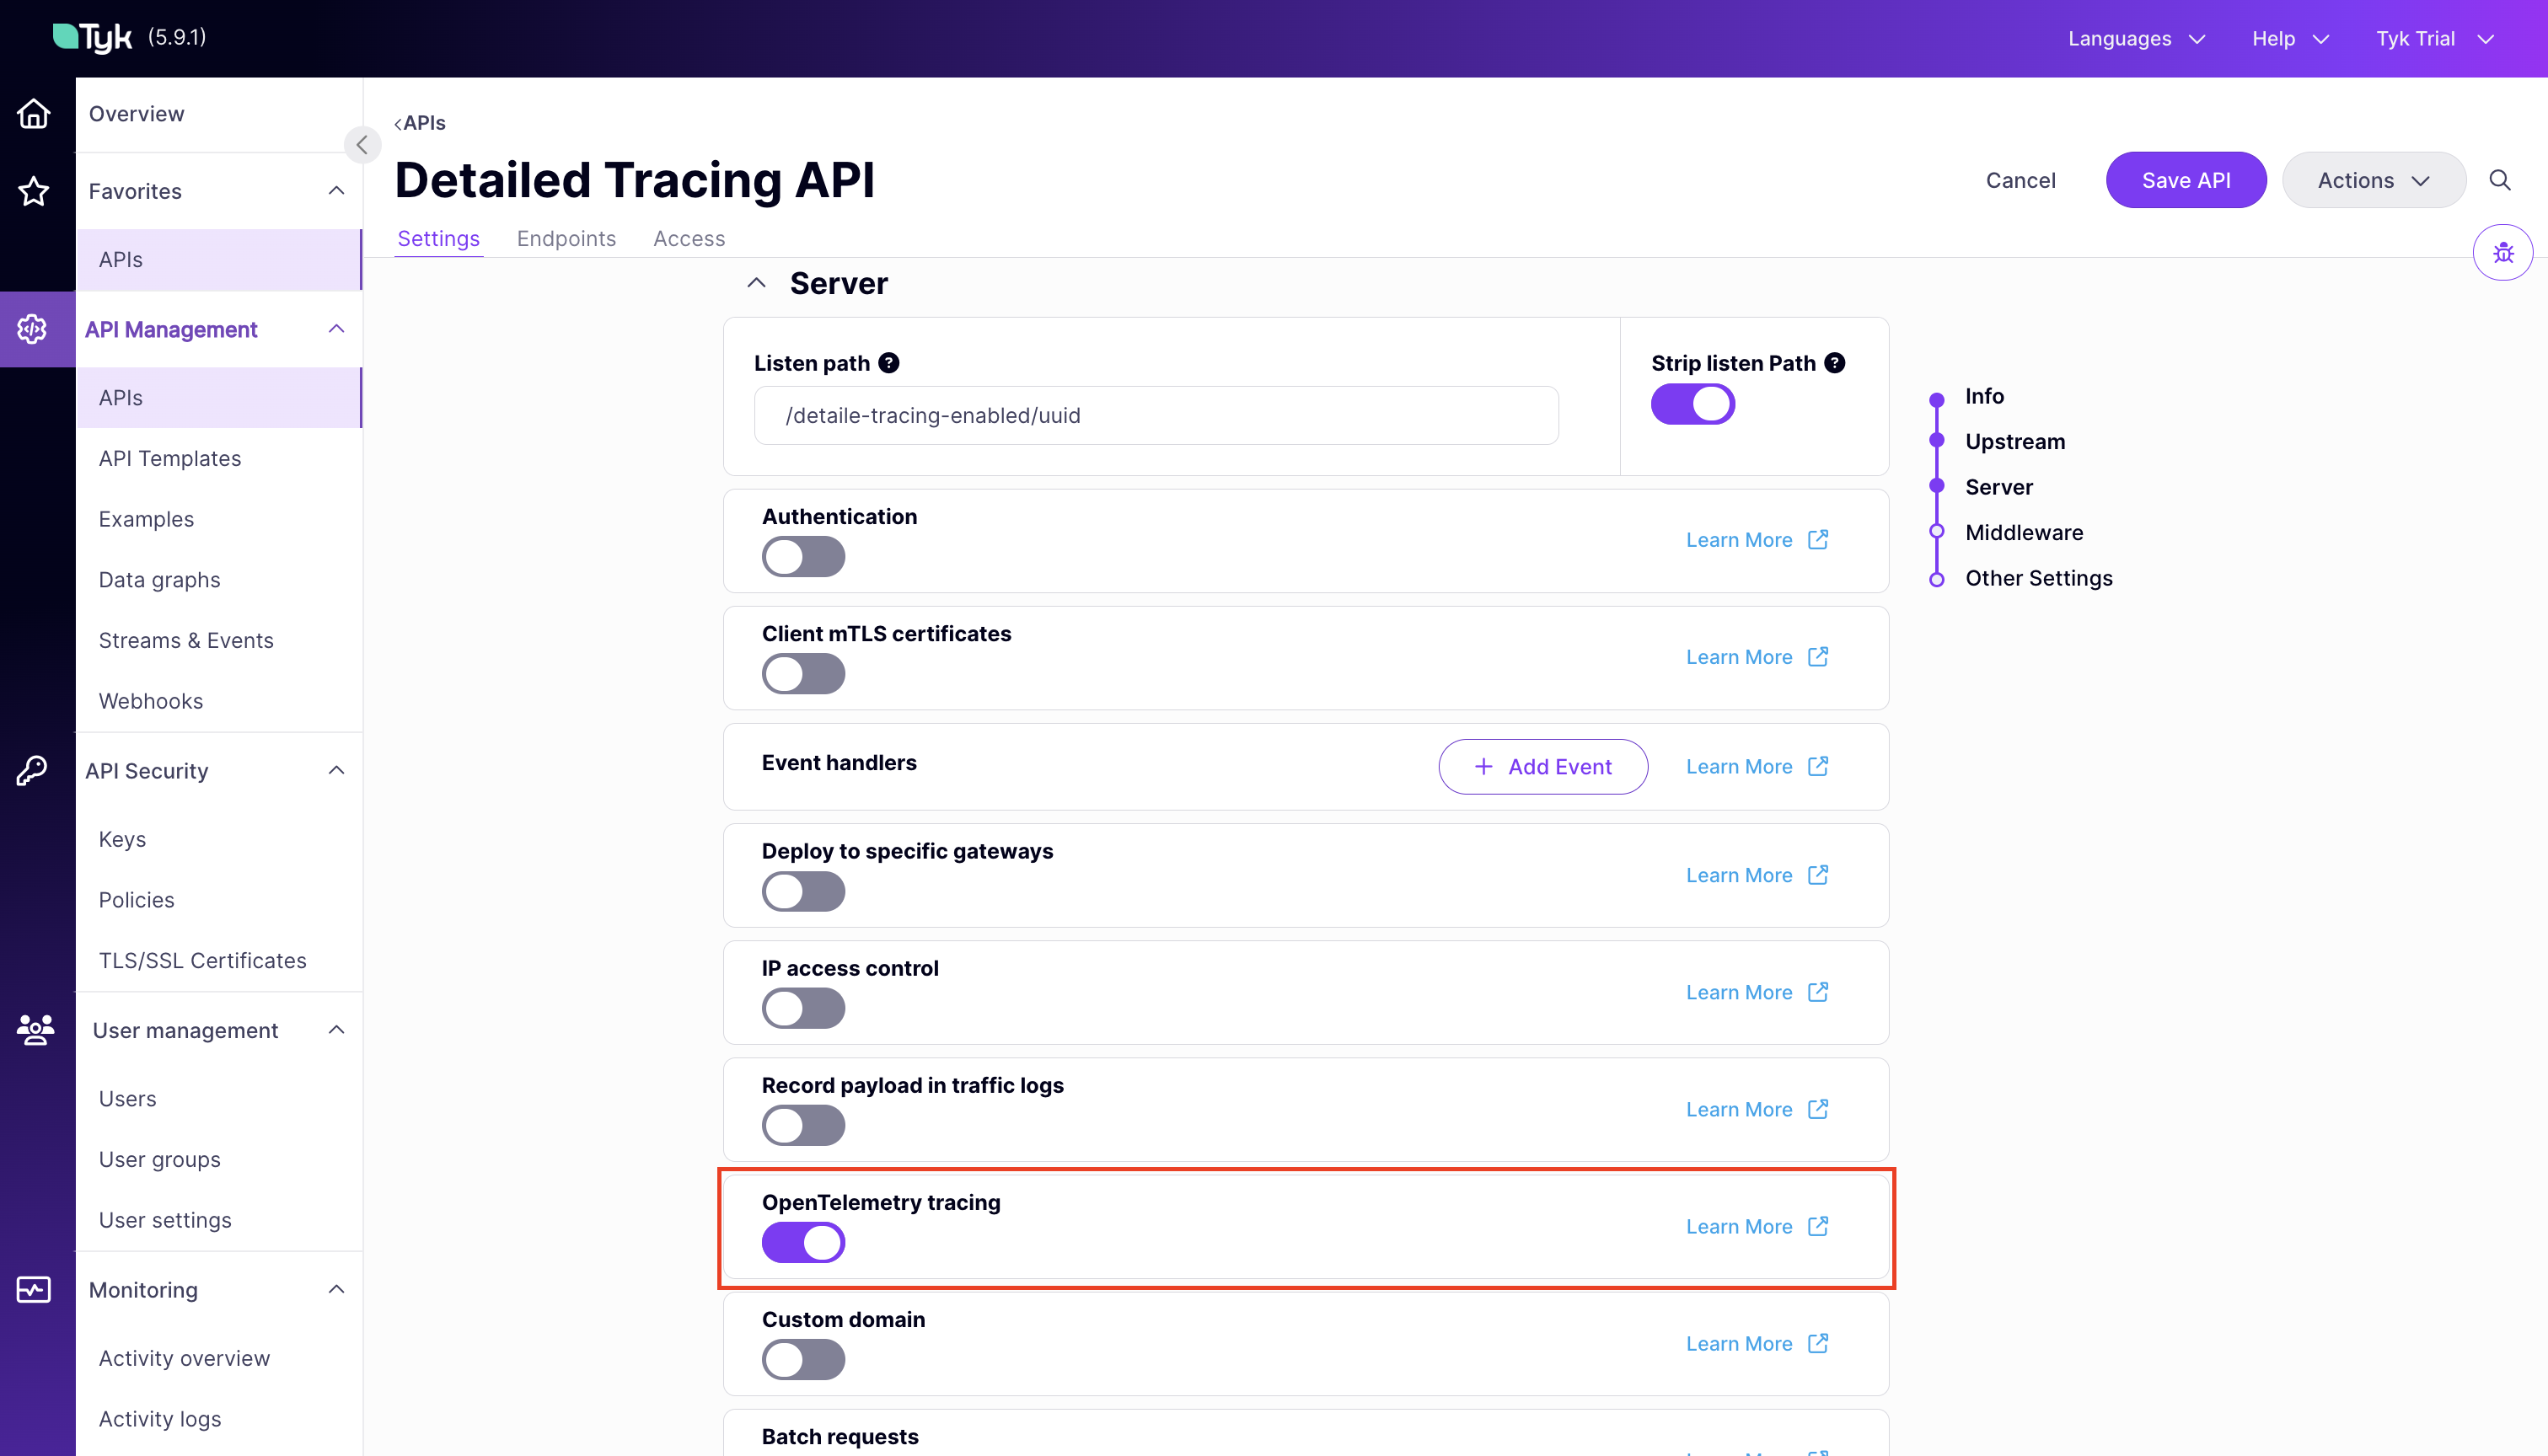 Tyk (5.9.1)
Languages
Help
Tyk Trial
Overview
Favorites
APIs
API Management
APIs
API Templates
Examples
Data graphs
Streams & Events
Webhooks
API Security
Keys
Policies
TLS/SSL Certificates
User management
Users
User groups
User settings
Monitoring
Activity overview
Activity logs
APIs
Detailed Tracing API
Cancel
Save API
Actions
Settings Endpoints Access
Server
Listen path
/detaile-tracing-enabled/uuid
Strip listen Path
Authentication
Learn More
Client mTLS certificates
Learn More
Event handlers
+ Add Event
Learn More
Deploy to specific gateways
Learn More
IP access control
Learn More
Record payload in traffic logs
Learn More
OpenTelemetry tracing
Learn More
Custom domain
Learn More
Batch requests
Info
Upstream
Server
Middleware
Other Settings